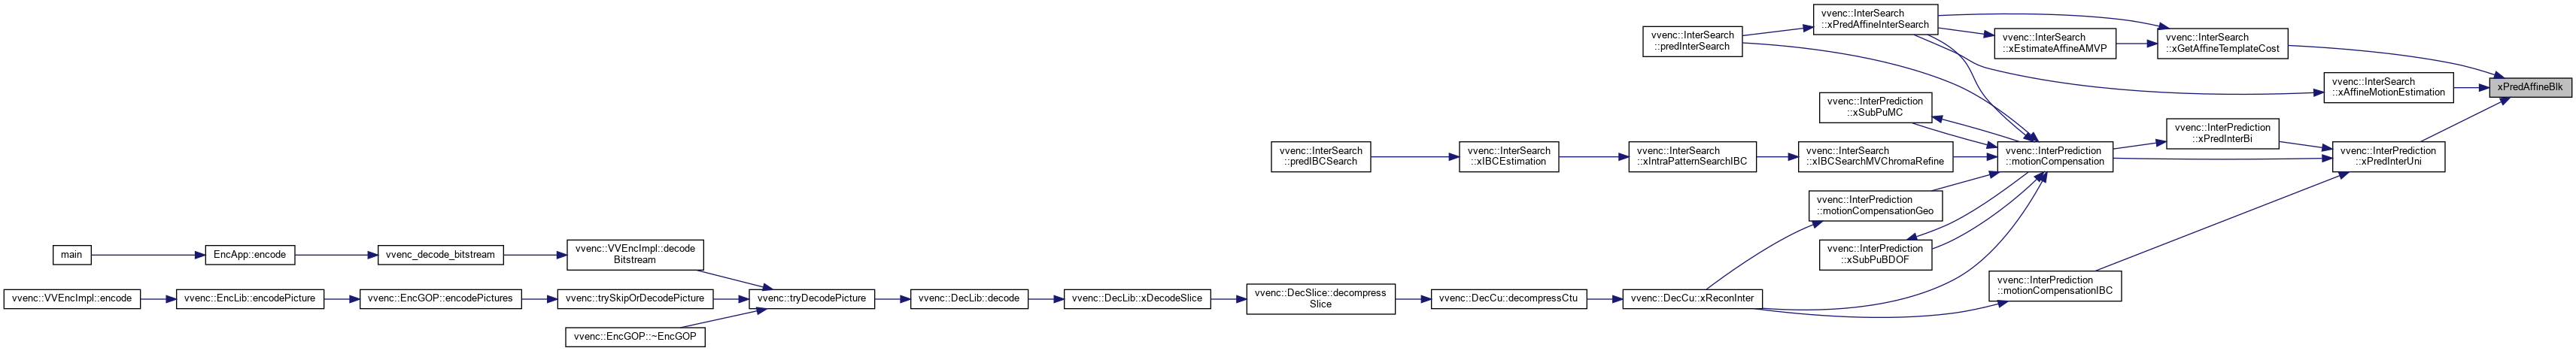 vvenc::InterSearch
::xPredAffineInterSearch
vvenc::InterSearch
::predInterSearch
vvenc::InterSearch
::xEstimateAffineAMVP
vvenc::InterSearch
::xGetAffineTemplateCost
vvenc::InterSearch
::xAffineMotionEstimation
xPredAffineBlk
vvenc::InterPrediction
::xSubPuMC
vvenc::InterPrediction
::xPredInterBi
vvenc::InterSearch
::predIBCSearch
vvenc::InterSearch
::xIBCEstimation
vvenc::InterSearch
::xIntraPatternSearchIBC
vvenc::InterSearch
::xIBCSearchMVChromaRefine
vvenc::InterPrediction
::motionCompensation
vvenc::InterPrediction
::xPredInterUni
vvenc::InterPrediction
::motionCompensationGeo
main
EncApp::encode
vvenc_decode_bitstream
vvenc::VVEncImpl::decode
Bitstream
vvenc::InterPrediction
::xSubPuBDOF
vvenc::VVEncImpl::encode
vvenc::EncLib::encodePicture
vvenc::EncGOP::encodePictures
vvenc::trySkipOrDecodePicture
vvenc::tryDecodePicture
vvenc::DecLib::decode
vvenc::DecLib::xDecodeSlice
vvenc::DecSlice::decompress
Slice
vvenc::DecCu::decompressCtu
vvenc::DecCu::xReconInter
vvenc::InterPrediction
::motionCompensationIBC
vvenc::EncGOP::~EncGOP